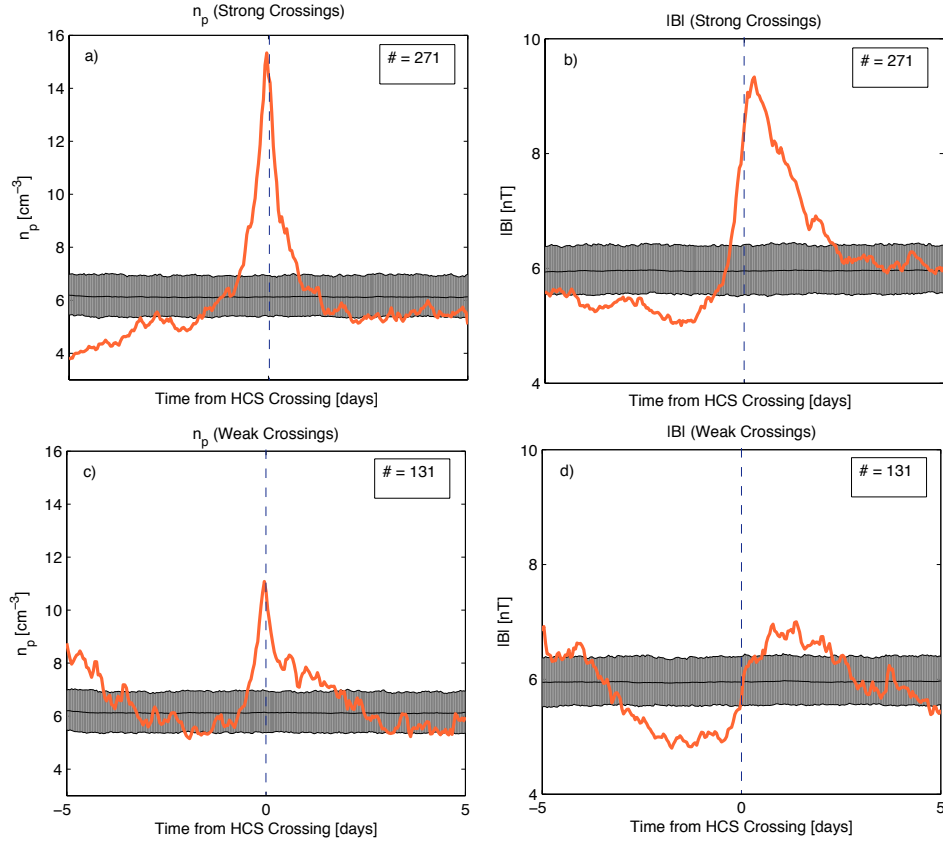 n_p (Strong Crossings)
a)
# = 271
16
14
12
10
8
6
4
n_p [cm⁻³]
Time from HCS Crossing [days]
|B| (Strong Crossings)
b)
# = 271
10
8
6
4
|B| [nT]
Time from HCS Crossing [days]
n_p (Weak Crossings)
c)
# = 131
16
14
12
10
8
6
4
n_p [cm⁻³]
−5
0
5
Time from HCS Crossing [days]
|B| (Weak Crossings)
d)
# = 131
10
8
6
4
|B| [nT]
−5
0
5
Time from HCS Crossing [days]